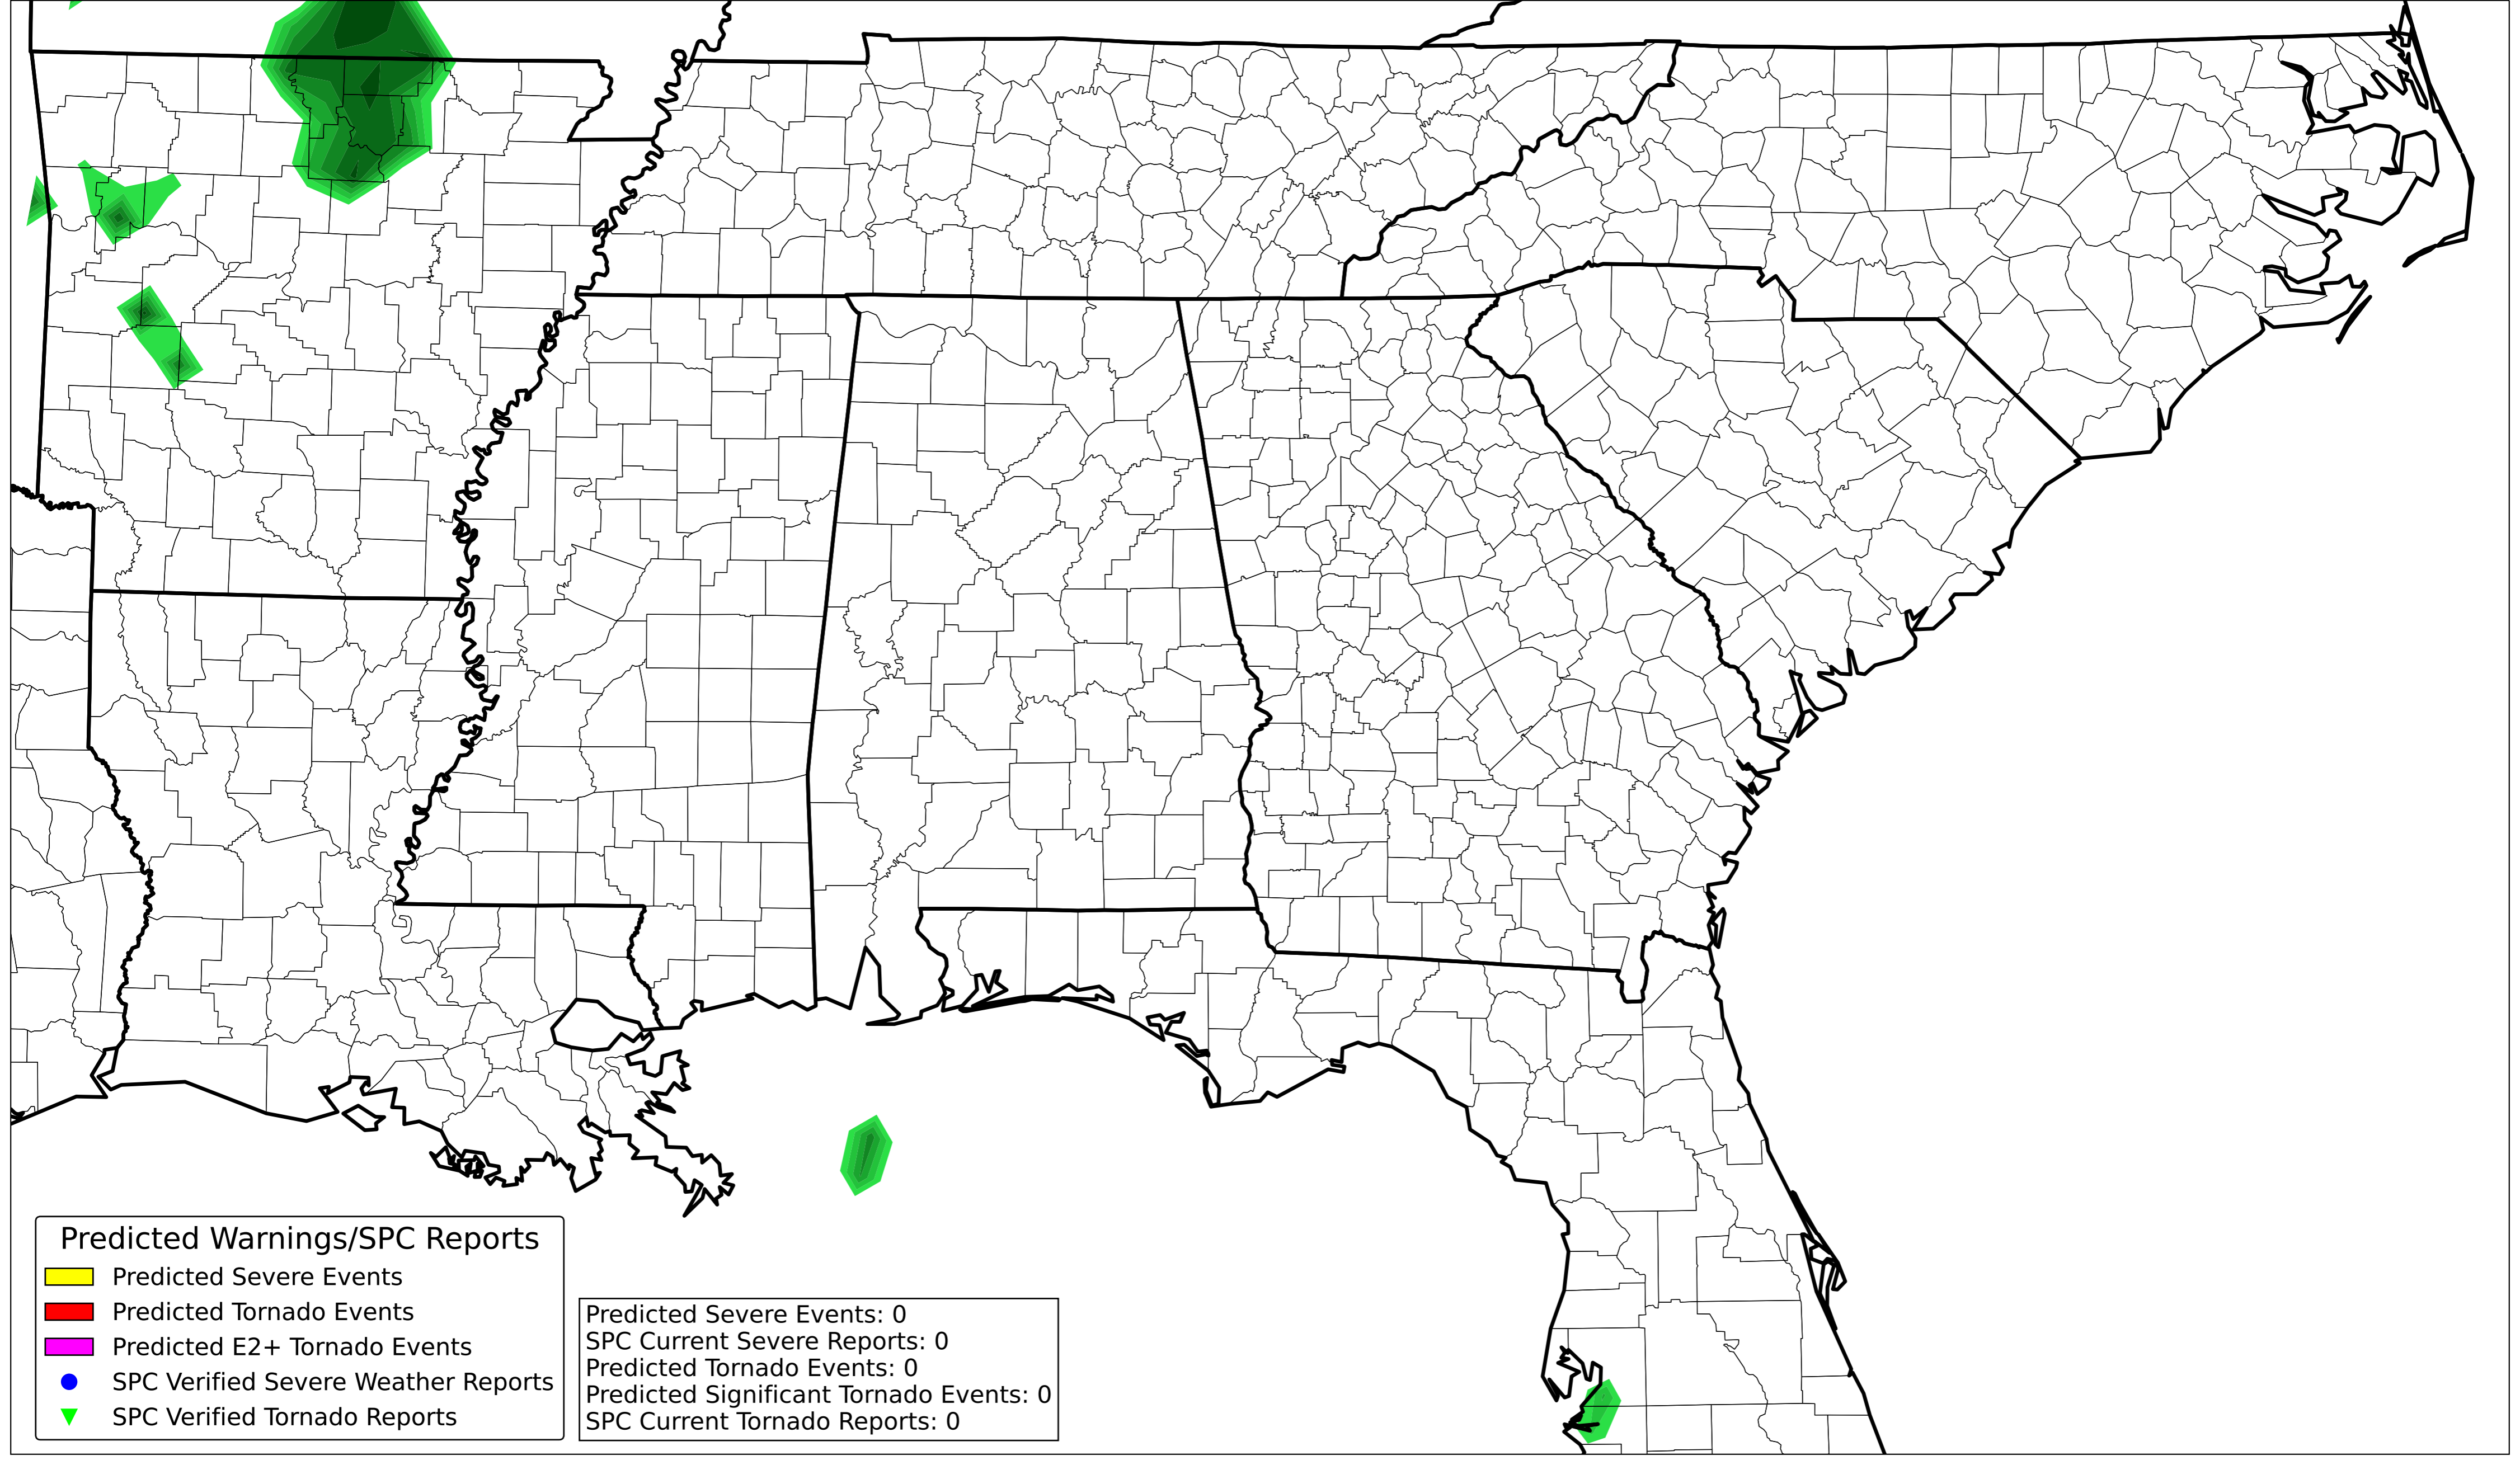 Predicted Warnings/SPC Reports
Predicted Severe Events
Predicted Tornado Events
Predicted E2+ Tornado Events
SPC Verified Severe Weather Reports
SPC Verified Tornado Reports
Predicted Severe Events: 0
SPC Current Severe Reports: 0
Predicted Tornado Events: 0
Predicted Significant Tornado Events: 0
SPC Current Tornado Reports: 0